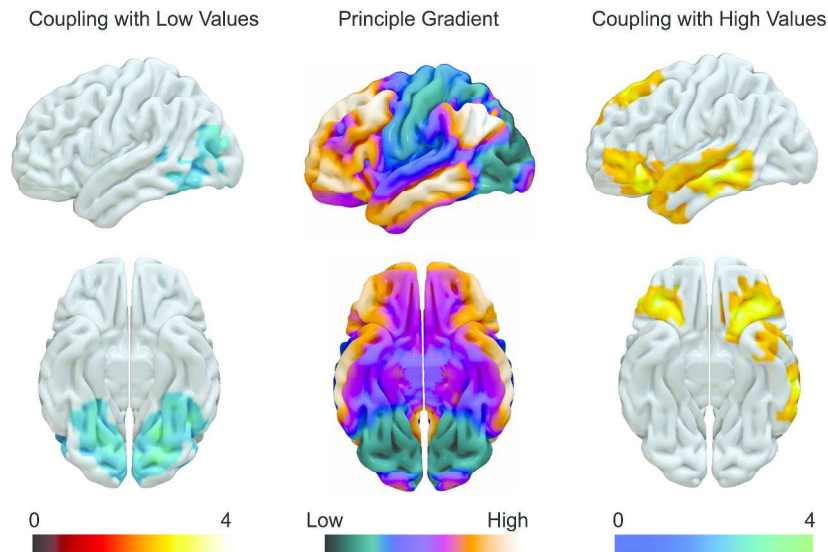 Coupling with Low Values
Principle Gradient
Coupling with High Values
0 4
Low High
0 4